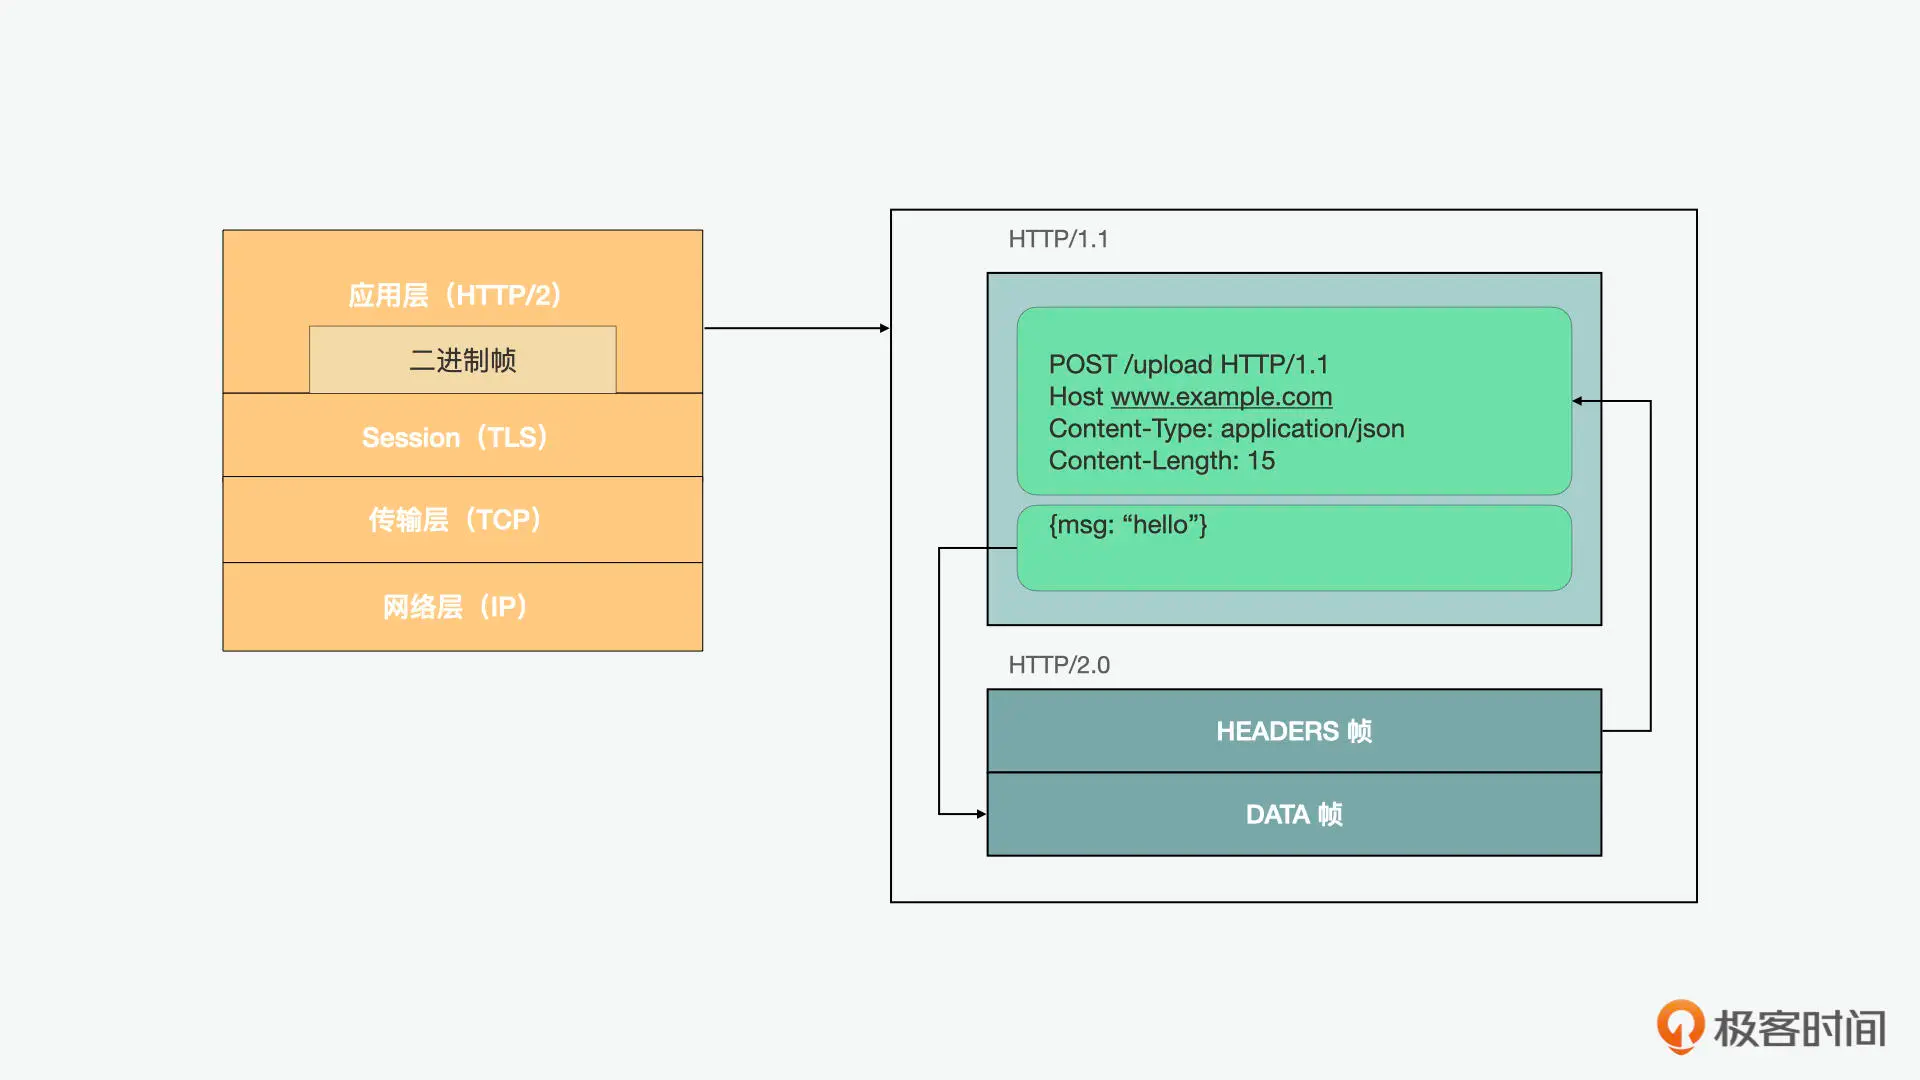 应用层（HTTP/2）
二进制帧
Session（TLS）
传输层（TCP）
网络层（IP）
HTTP/1.1
POST /upload HTTP/1.1
Host www.example.com
Content-Type: application/json
Content-Length: 15
{msg: “hello”}
HTTP/2.0
HEADERS 帧
DATA 帧
极客时间